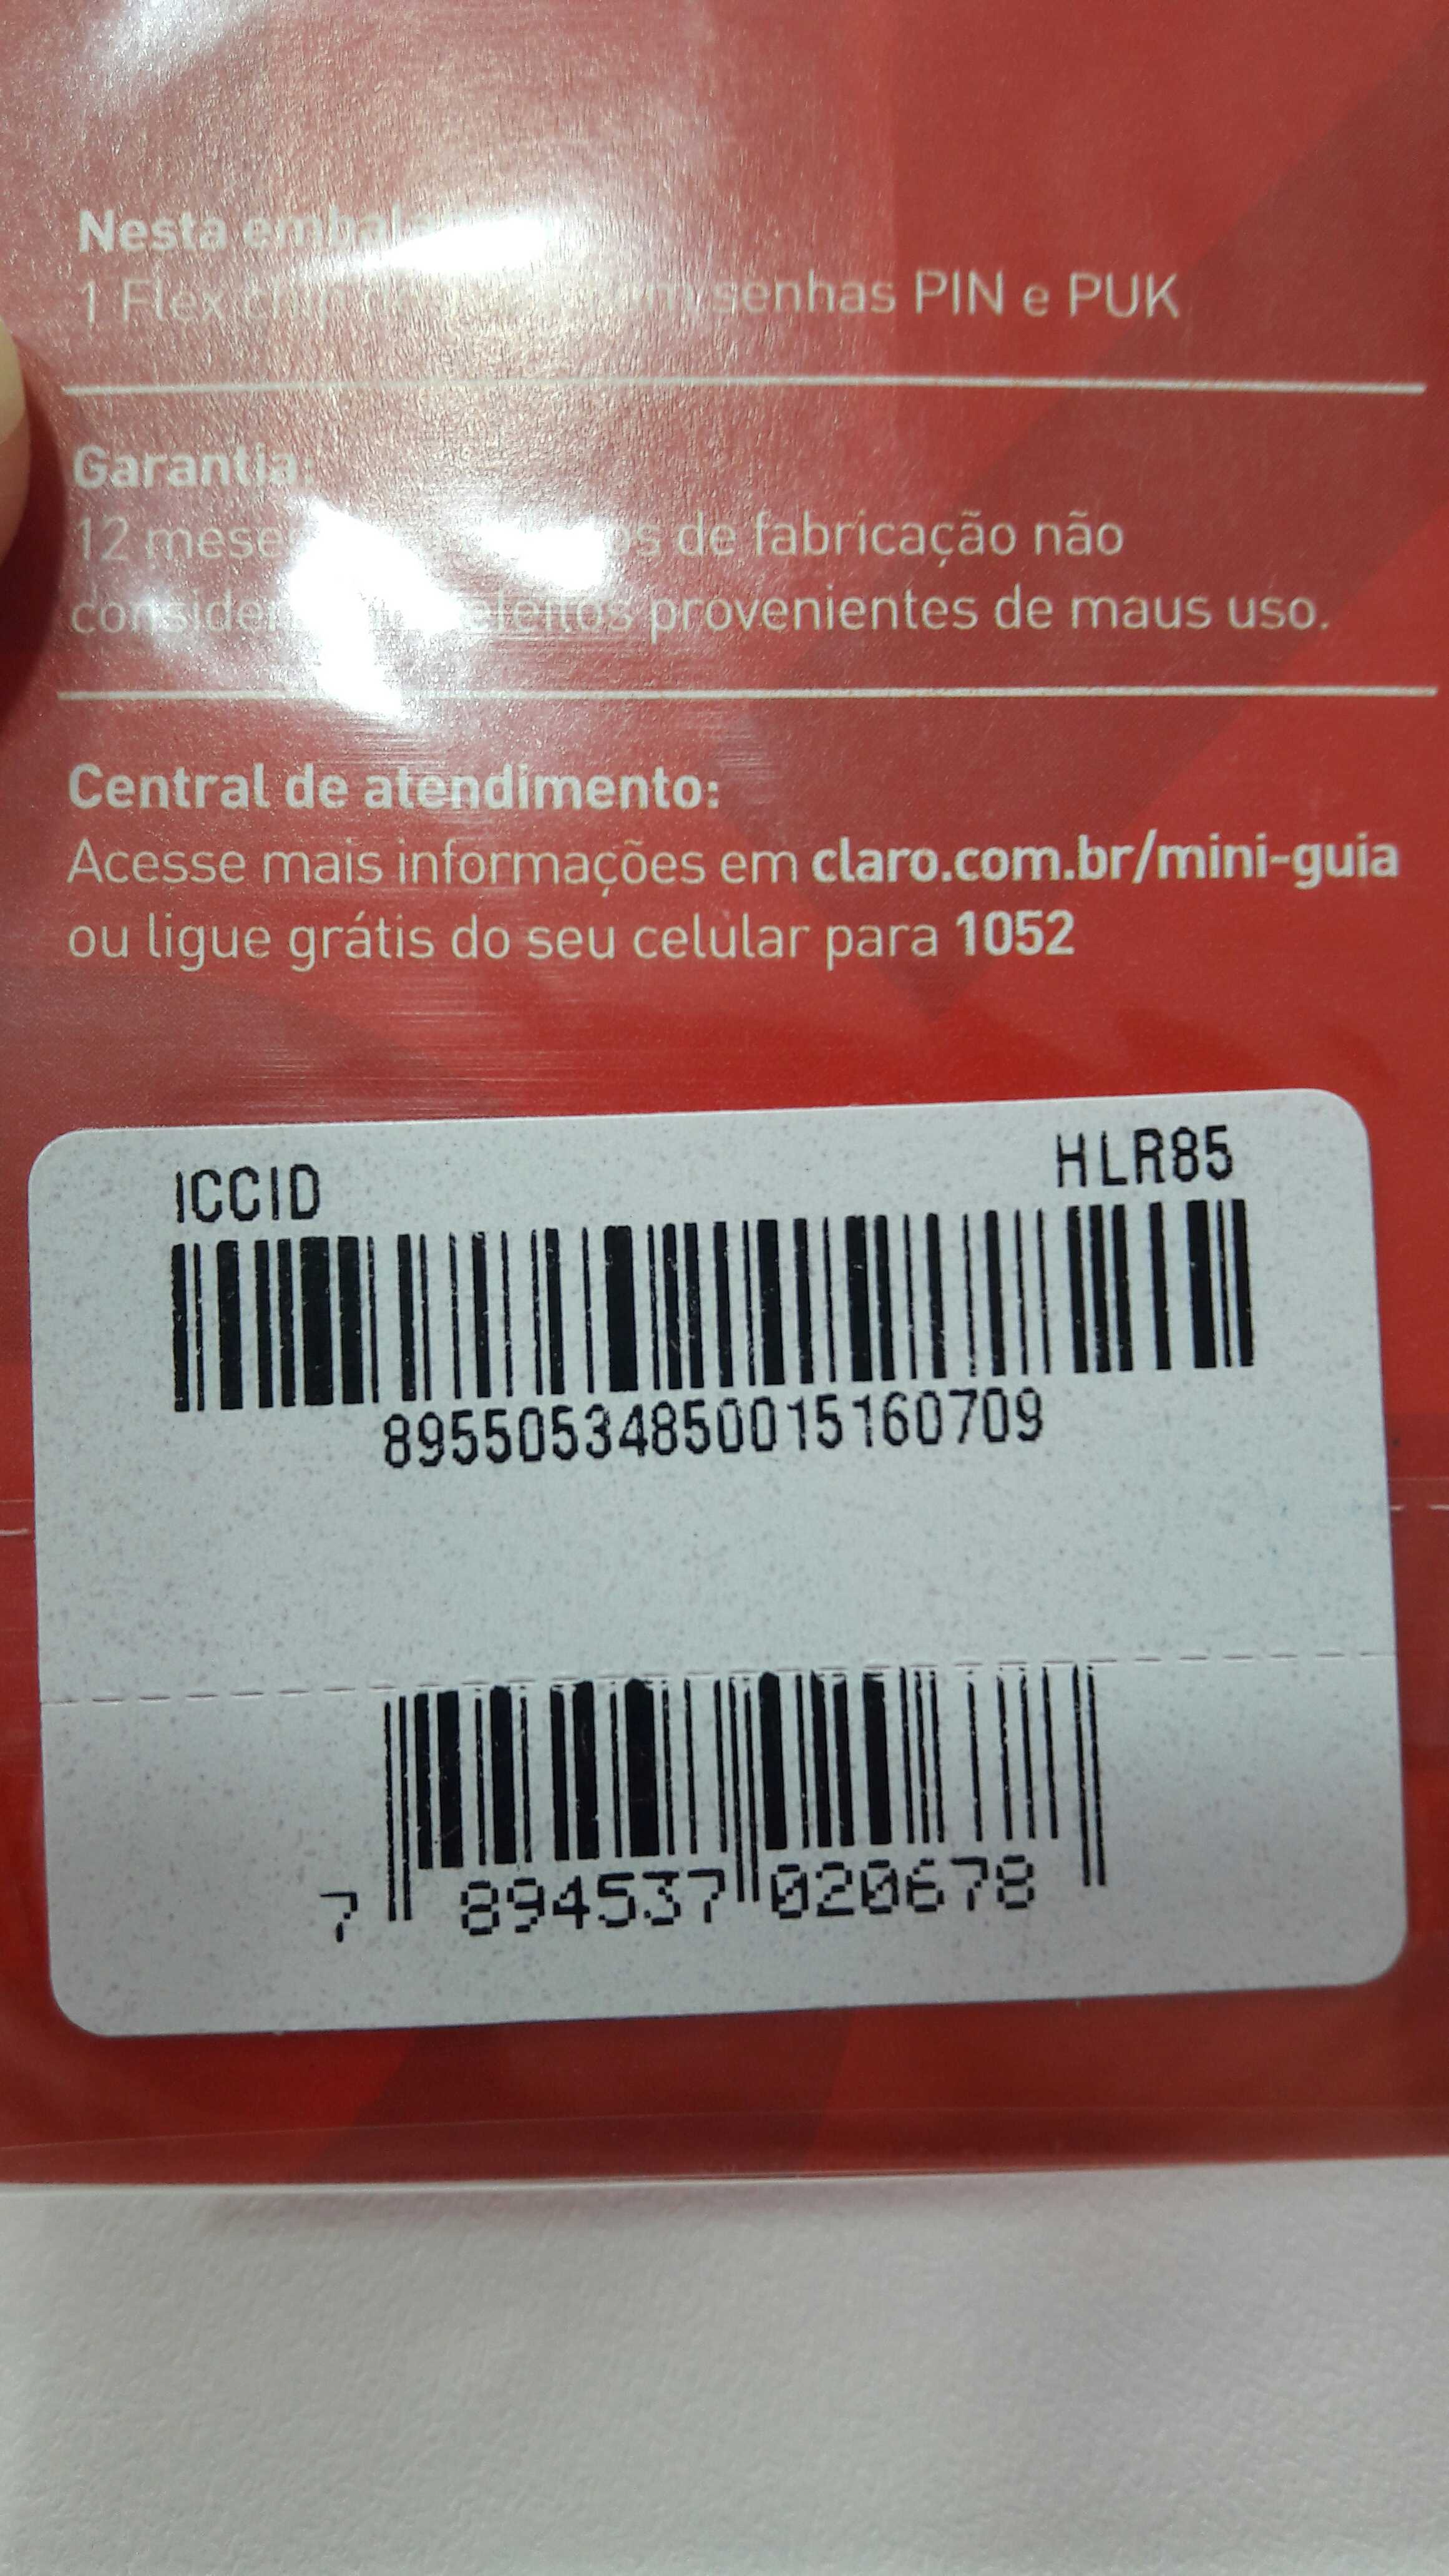 Nesta
1 Flex chip senhas PIN e PUK
Garantia:
12 de fabricação não
provenientes de maus uso.
Central de atendimento:
Acesse mais informações em claro.com.br/mini-guia
ou ligue grátis do seu celular para 1052
ICCID HLR85
89550534850015160709
7 894537 020678